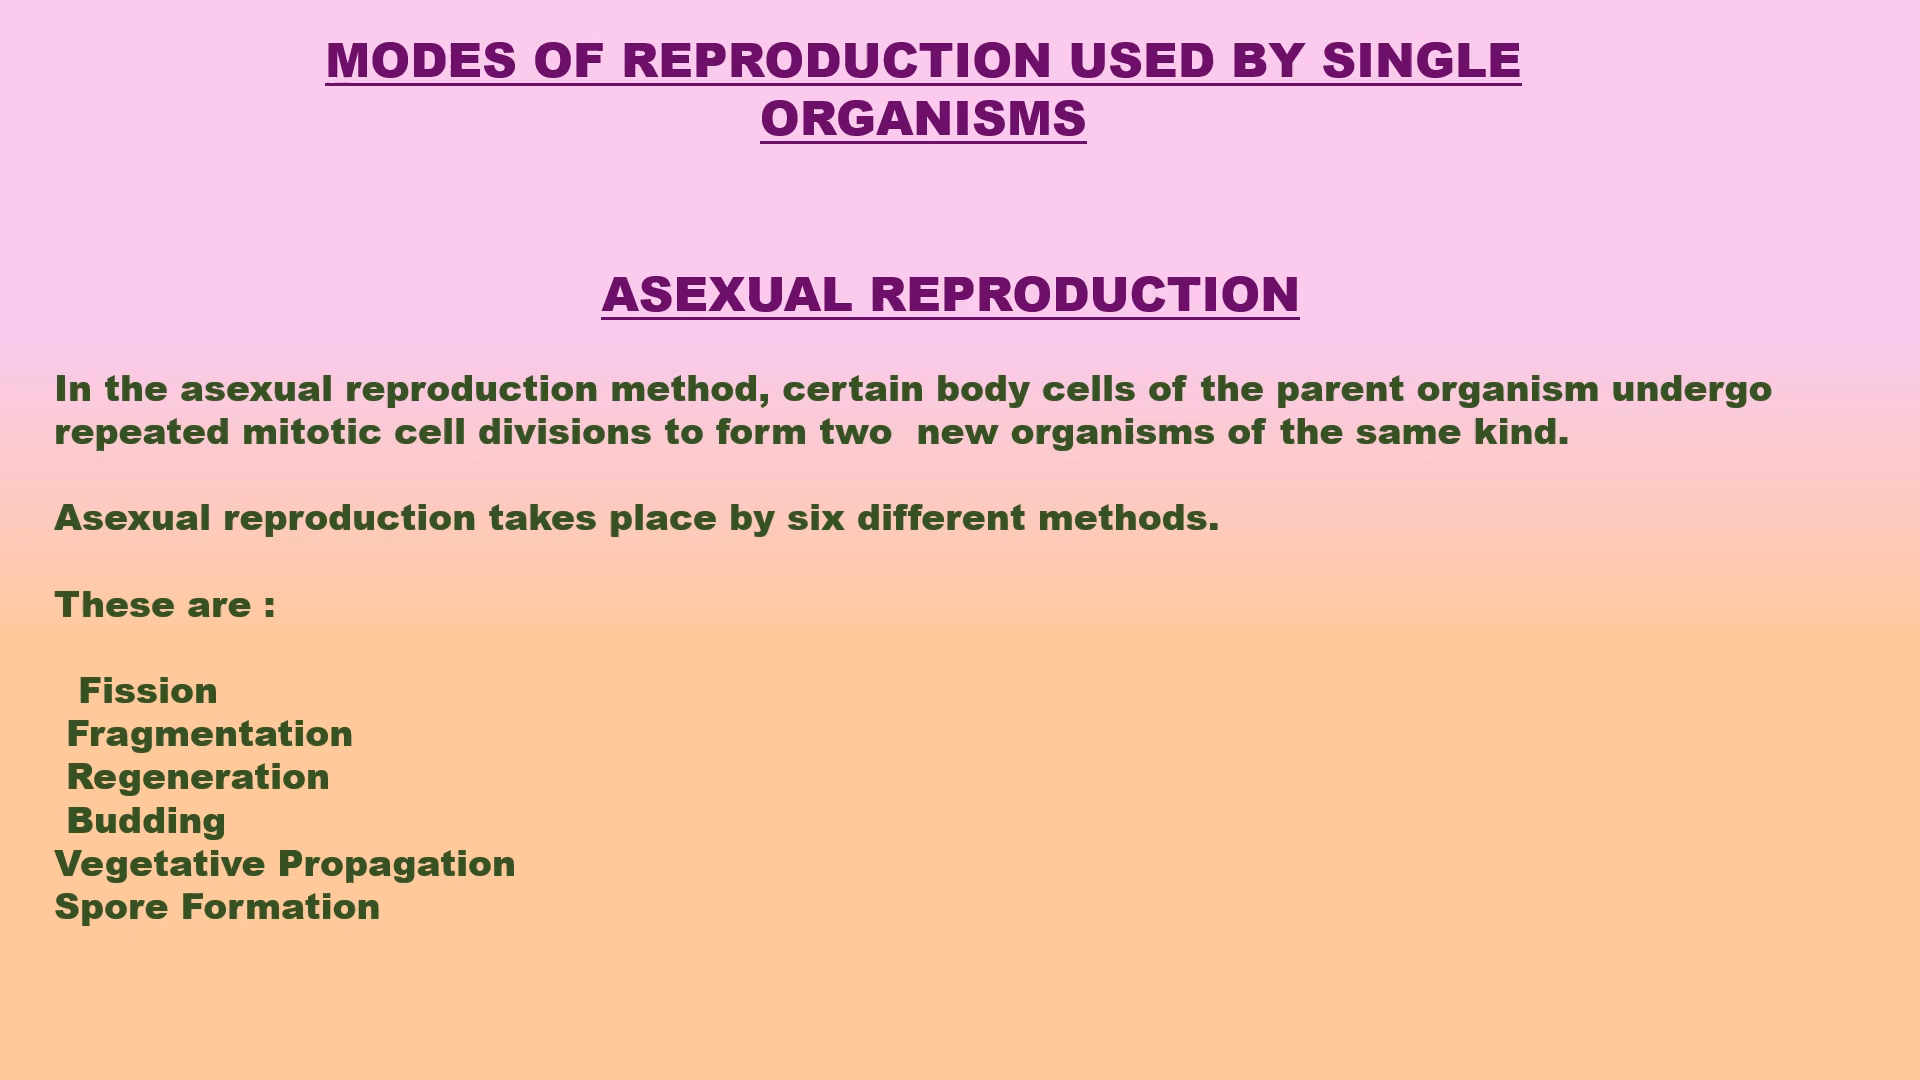 MODES OF REPRODUCTION USED BY SINGLE
ORGANISMS
ASEXUAL REPRODUCTION
In the asexual reproduction method, certain body cells of the parent organism undergo
repeated mitotic cell divisions to form two  new organisms of the same kind.
Asexual reproduction takes place by six different methods.
These are :
Fission
Fragmentation
Regeneration
Budding
Vegetative Propagation
Spore Formation